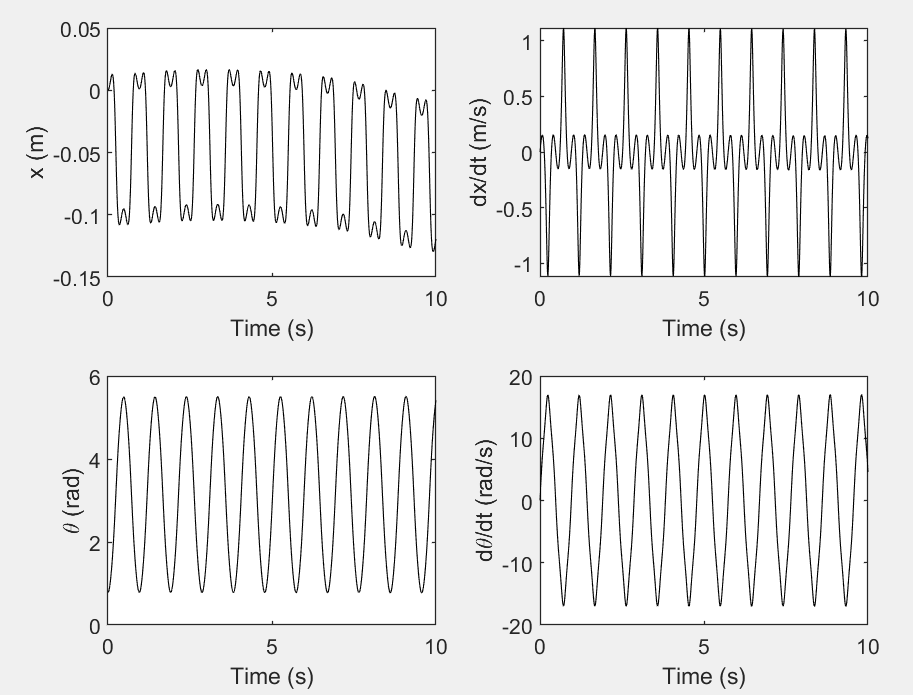 x (m)
0.05
0
-0.05
-0.1
-0.15
0 5 10
Time (s)
dx/dt (m/s)
1
0.5
0
-0.5
-1
0 5 10
Time (s)
θ (rad)
6
4
2
0
0 5 10
Time (s)
dθ/dt (rad/s)
20
10
0
-10
-20
0 5 10
Time (s)